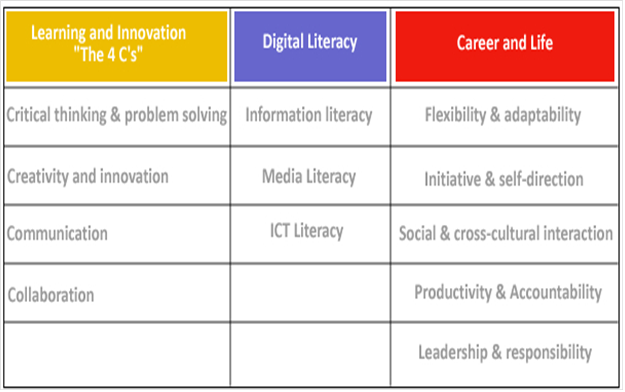 Learning and Innovation
"The 4 C's"
Digital Literacy
Career and Life
Critical thinking & problem solving
Information literacy
Flexibility & adaptability
Creativity and innovation
Media Literacy
Initiative & self-direction
Communication
ICT Literacy
Social & cross-cultural interaction
Collaboration
Productivity & Accountability
Leadership & responsibility